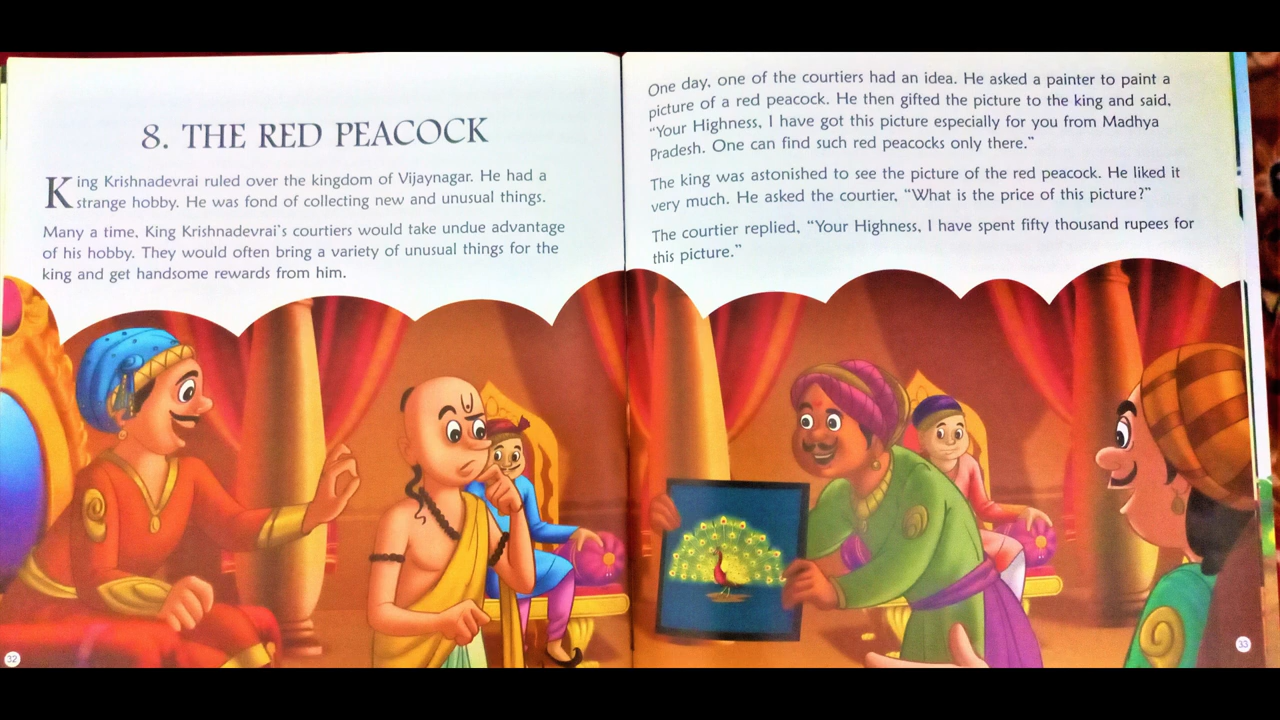 8. THE RED PEACOCK
King Krishnadevrai ruled over the kingdom of Vijaynagar. He had a
strange hobby. He was fond of collecting new and unusual things.
Many a time, King Krishnadevrai's courtiers would take undue advantage
of his hobby. They would often bring a variety of unusual things for the
king and get handsome rewards from him.
32
One day, one of the courtiers had an idea. He asked a painter to paint a
picture of a red peacock. He then gifted the picture to the king and said,
"Your Highness, I have got this picture especially for you from Madhya
Pradesh. One can find such red peacocks only there."
The king was astonished to see the picture of the red peacock. He liked it
very much. He asked the courtier, "What is the price of this picture?"
The courtier replied, "Your Highness, I have spent fifty thousand rupees for
this picture."
33